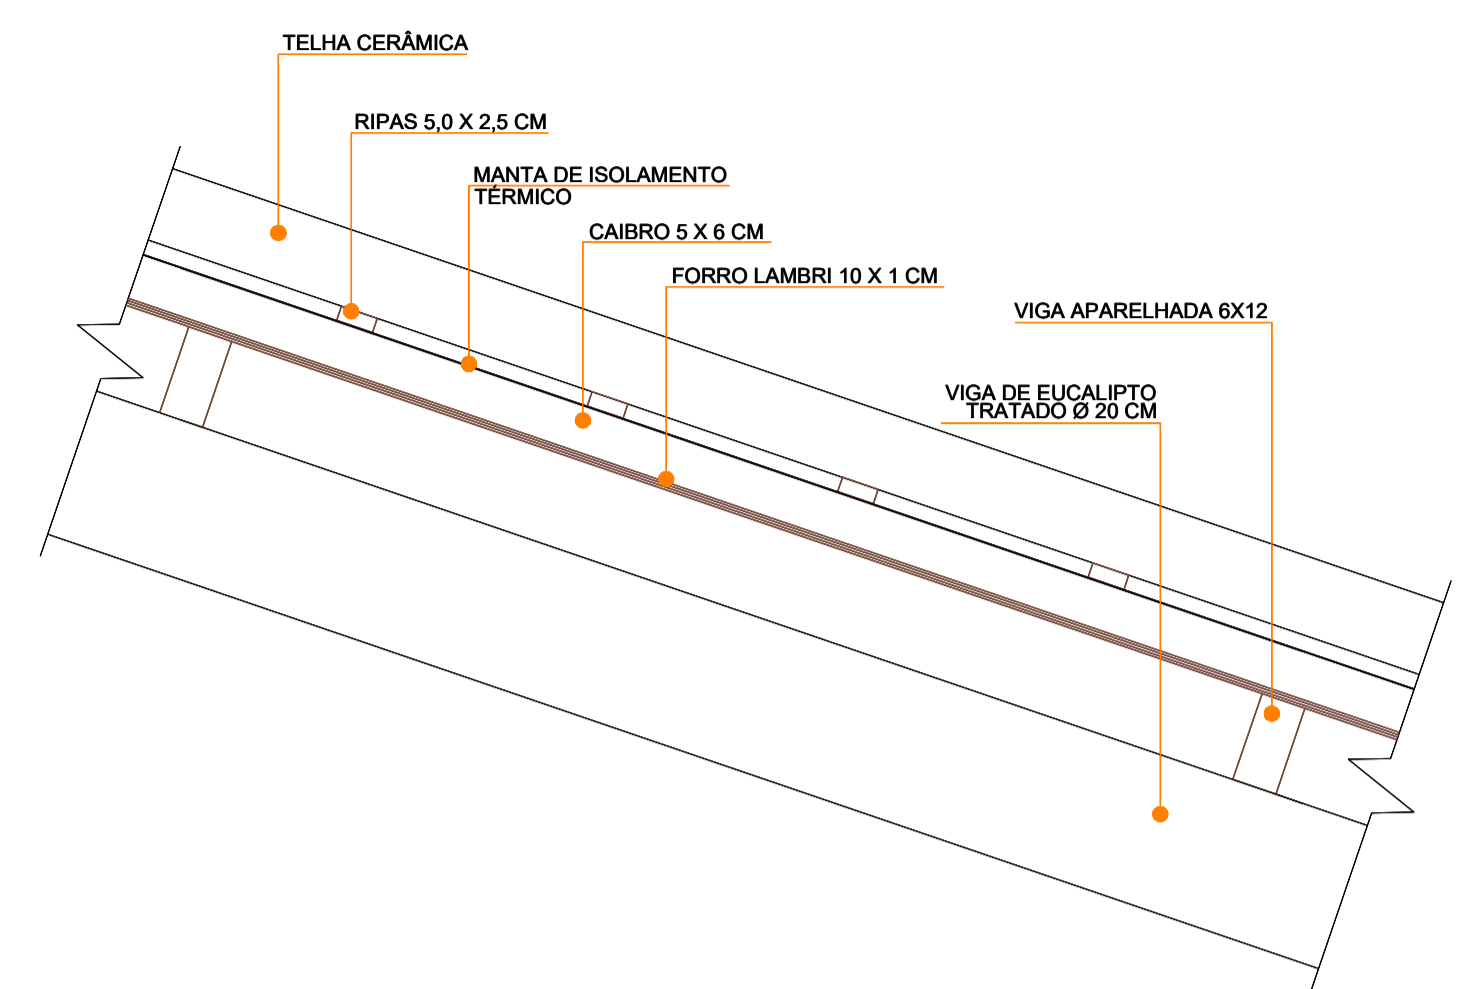 TELHA CERÂMICA
RIPAS 5,0 X 2,5 CM
MANTA DE ISOLAMENTO
TÉRMICO
CAIBRO 5 X 6 CM
FORRO LAMBRI 10 X 1 CM
VIGA APARELHADA 6X12
VIGA DE EUCALIPTO
TRATADO Ø 20 CM